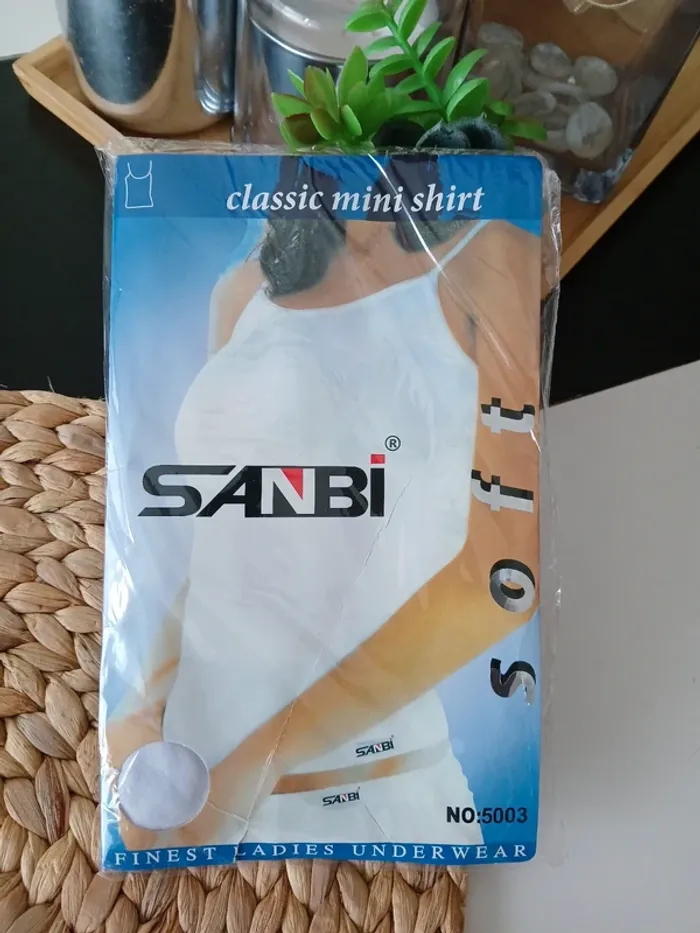 classic mini shirt
SANBI®
soft
SANBI
SANBI
NO:5003
FINEST LADIES UNDERWEAR